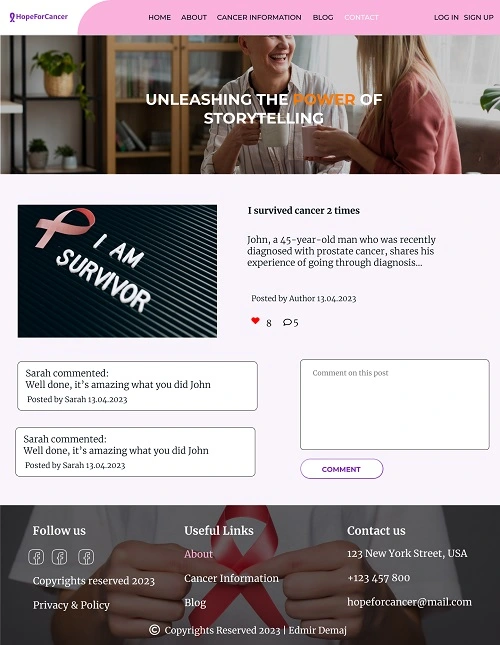 HopeForCancer
HOME ABOUT CANCER INFORMATION BLOG CONTACT LOG IN SIGN UP
UNLEASHING THE POWER OF
STORYTELLING
I AM
SURVIVOR
I survived cancer 2 times
John, a 45-year-old man who was recently
diagnosed with prostate cancer, shares his
experience of going through diagnosis...
Posted by Author 13.04.2023
8 5
Sarah commented:
Well done, it's amazing what you did John
Posted by Sarah 13.04.2023
Sarah commented:
Well done, it's amazing what you did John
Posted by Sarah 13.04.2023
Comment on this post
COMMENT
Follow us
Copyrights reserved 2023
Privacy & Policy
Useful Links
About
Cancer Information
Blog
Contact us
123 New York Street, USA
+123 457 800
hopeforcancer@mail.com
© Copyrights Reserved 2023 | Edmir Demaj